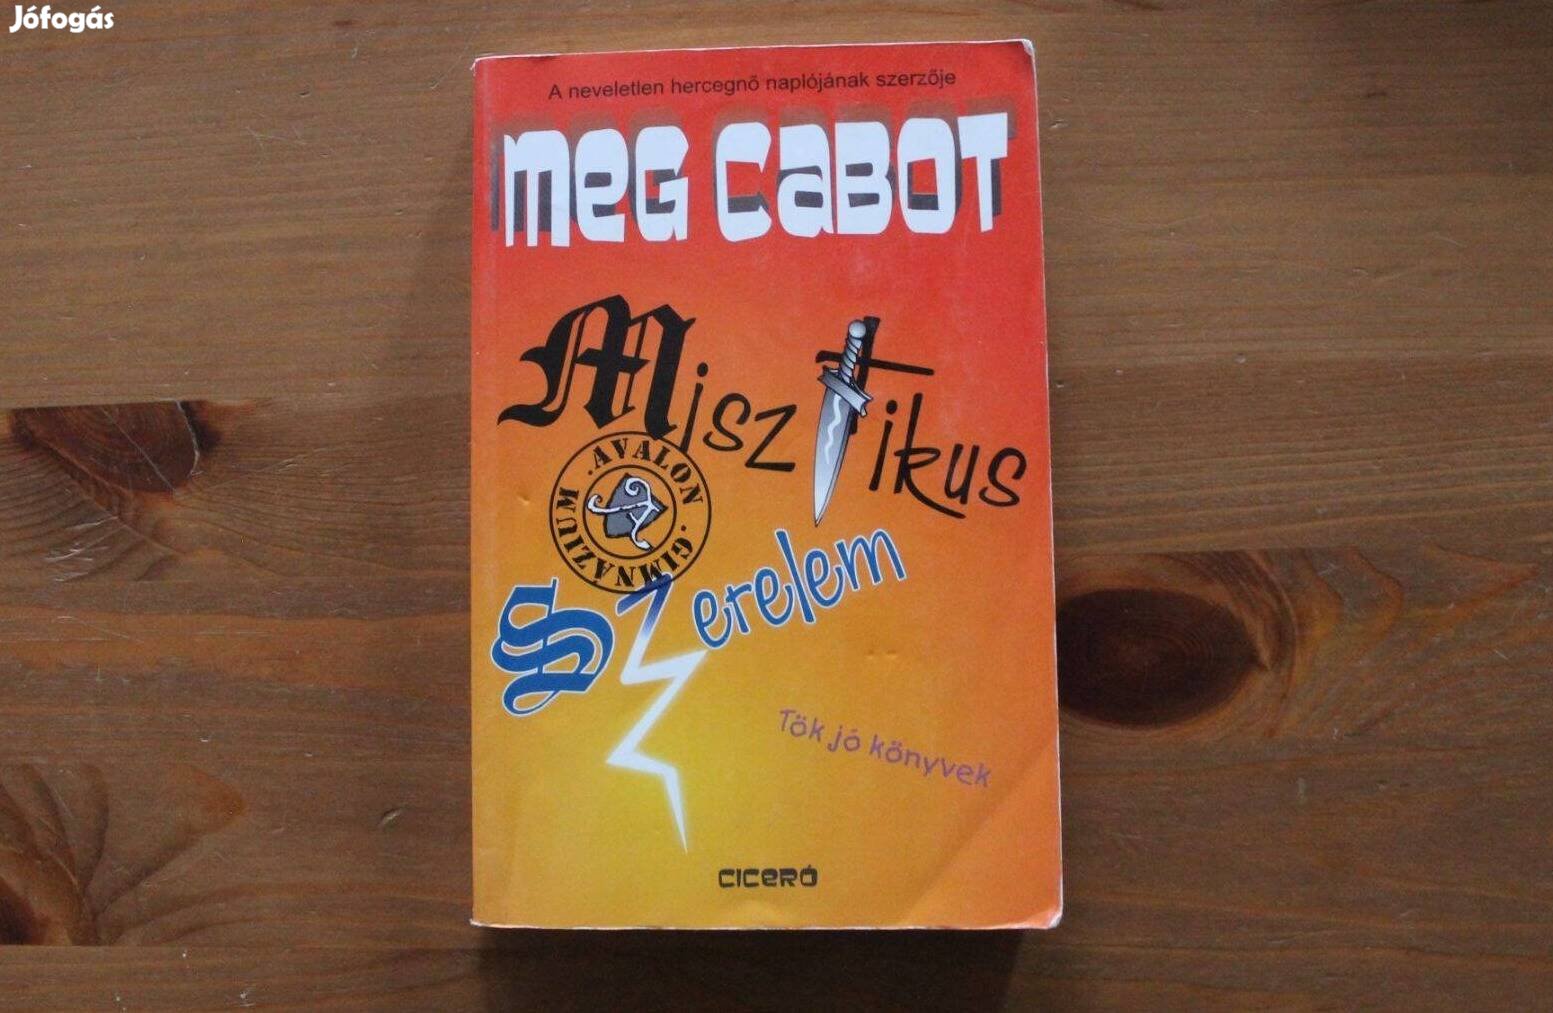 Jófogás
A neveletlen hercegnő naplójának szerzője
MEG CABOT
Misztikus
·AVALON·
GIMNÁZIUM
A
Szerelem
Tök jó könyvek
CICERÓ